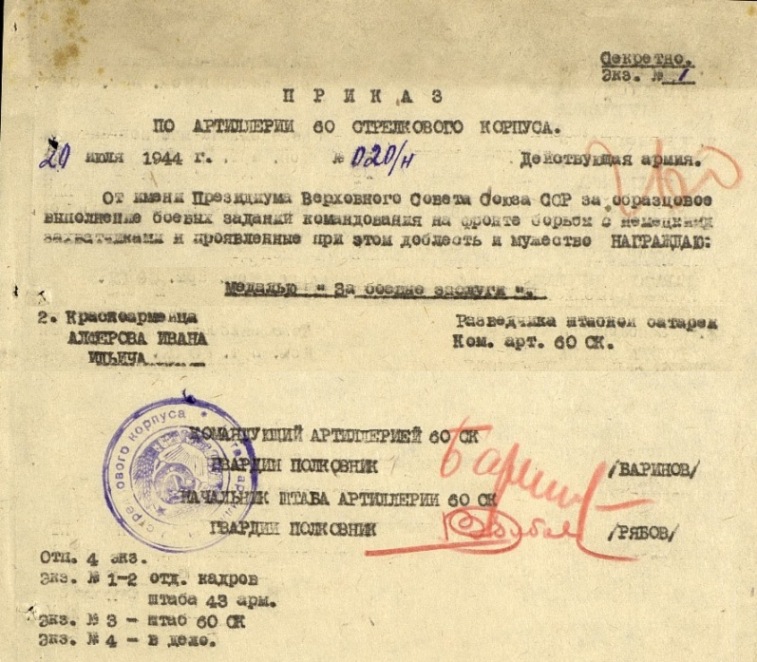 Секретно.
Экз. № 1
ПРИКАЗ
ПО АРТИЛЛЕРИИ 60 СТРЕЛКОВОГО КОРПУСА.
20 июля 1944 г. № 020/н Действующая армия.
От имени Президиума Верховного Совета Союза ССР за образцовое
выполнение боевых заданий командования на фронте борьбы с немецкими
захватчиками и проявленные при этом доблесть и мужество НАГРАЖДАЮ:
Медалью " За боевые заслуги ".
2. Красноармейца Разведчика штабной батареи
АЛФЕРОВА ИВАНА Ком. арт. 60 СК.
ИЛЬИЧА
КОМАНДУЮЩИЙ АРТИЛЛЕРИЕЙ 60 СК
ГВАРДИИ ПОЛКОВНИК /БАРИНОВ/
НАЧАЛЬНИК ШТАБА АРТИЛЛЕРИИ 60 СК
ГВАРДИИ ПОЛКОВНИК /РЯБОВ/
Отп. 4 экз.
Экз. № 1-2 отд. кадров
штаба 43 арм.
Экз. № 3 - штаб 60 СК
Экз. № 4 - в дело.